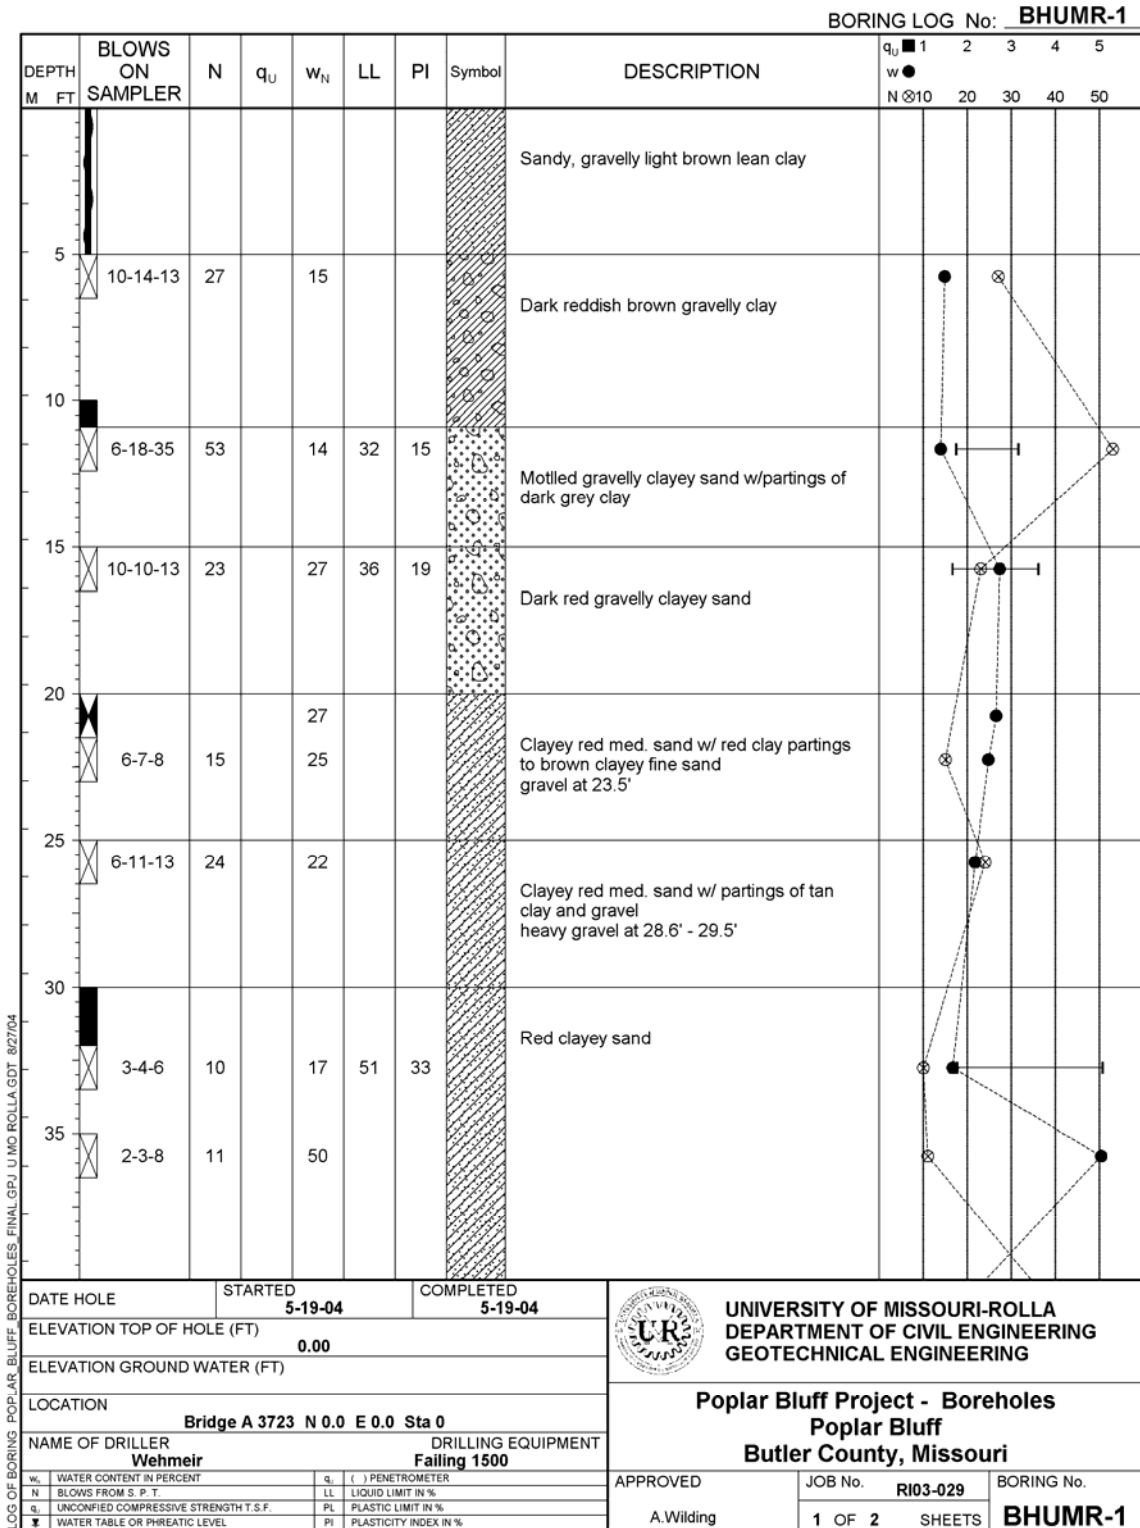 BORING LOG No: BHUMR-1
DEPTH
M FT
BLOWS
ON
SAMPLER
N
qU
wN
LL
PI
Symbol
DESCRIPTION
qU ■ 1 2 3 4 5
w ●
N ⊗ 10 20 30 40 50
Sandy, gravelly light brown lean clay
5
10-14-13 27 15
Dark reddish brown gravelly clay
10
6-18-35 53 14 32 15
Motlled gravelly clayey sand w/partings of
dark grey clay
15
10-10-13 23 27 36 19
Dark red gravelly clayey sand
20
27
6-7-8 15 25
Clayey red med. sand w/ red clay partings
to brown clayey fine sand
gravel at 23.5'
25
6-11-13 24 22
Clayey red med. sand w/ partings of tan
clay and gravel
heavy gravel at 28.6' - 29.5'
30
Red clayey sand
3-4-6 10 17 51 33
35
2-3-8 11 50
LOG OF BORING POPLAR_BLUFF_BOREHOLES_FINAL.GPJ U MO ROLLA.GDT 8/27/04
DATE HOLE
STARTED
5-19-04
COMPLETED
5-19-04
ELEVATION TOP OF HOLE (FT)
0.00
ELEVATION GROUND WATER (FT)
LOCATION
Bridge A 3723 N 0.0 E 0.0 Sta 0
NAME OF DRILLER
Wehmeir
DRILLING EQUIPMENT
Failing 1500
WATER CONTENT IN PERCENT
( ) PENETROMETER
N BLOWS FROM S. P. T.
LL LIQUID LIMIT IN %
UNCONFIED COMPRESSIVE STRENGTH T.S.F.
PL PLASTIC LIMIT IN %
WATER TABLE OR PHREATIC LEVEL
PI PLASTICITY INDEX IN %
UR
UNIVERSITY OF MISSOURI-ROLLA
DEPARTMENT OF CIVIL ENGINEERING
GEOTECHNICAL ENGINEERING
Poplar Bluff Project - Boreholes
Poplar Bluff
Butler County, Missouri
APPROVED
A.Wilding
JOB No. RI03-029
1 OF 2 SHEETS
BORING No.
BHUMR-1